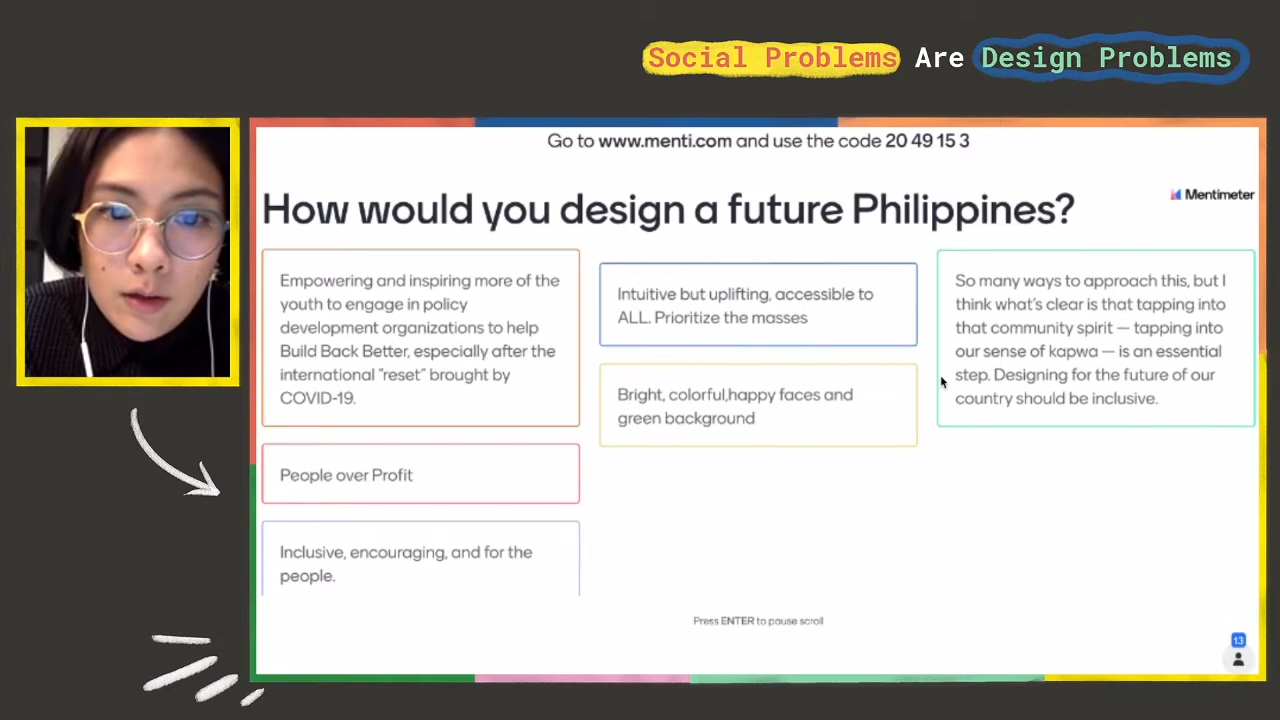 Social Problems Are Design Problems
Go to www.menti.com and use the code 20 49 15 3
How would you design a future Philippines?
Mentimeter
Empowering and inspiring more of the
youth to engage in policy
development organizations to help
Build Back Better, especially after the
international "reset" brought by
COVID-19.
People over Profit
Inclusive, encouraging, and for the
people.
Intuitive but uplifting, accessible to
ALL. Prioritize the masses
Bright, colorful,happy faces and
green background
So many ways to approach this, but I
think what's clear is that tapping into
that community spirit — tapping into
our sense of kapwa — is an essential
step. Designing for the future of our
country should be inclusive.
Press ENTER to pause scroll
13